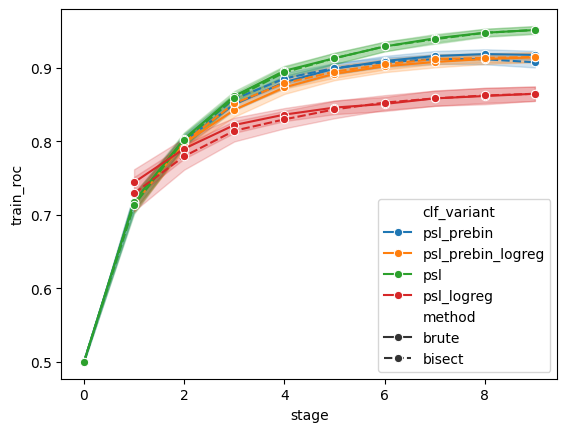 train_roc
0.9
0.8
0.7
0.6
0.5
0
2
4
6
8
stage
clf_variant
psl_prebin
psl_prebin_logreg
psl
psl_logreg
method
brute
bisect